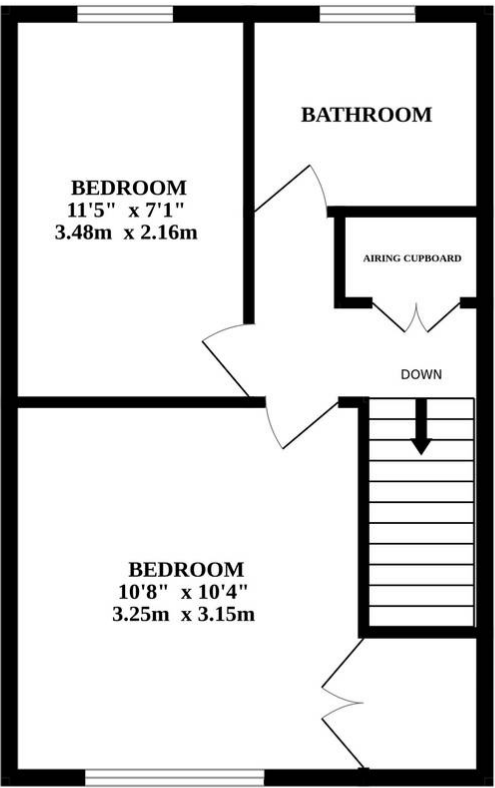 BATHROOM
BEDROOM
11'5" x 7'1"
3.48m x 2.16m
AIRING CUPBOARD
DOWN
BEDROOM
10'8" x 10'4"
3.25m x 3.15m